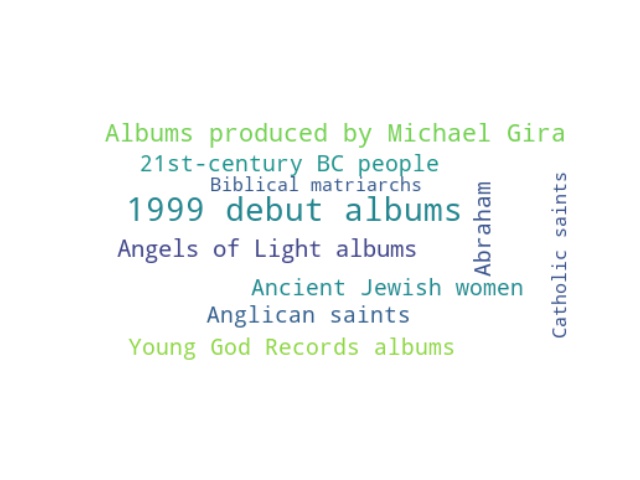 Albums produced by Michael Gira
21st-century BC people
Biblical matriarchs
1999 debut albums
Angels of Light albums
Abraham
Catholic saints
Ancient Jewish women
Anglican saints
Young God Records albums